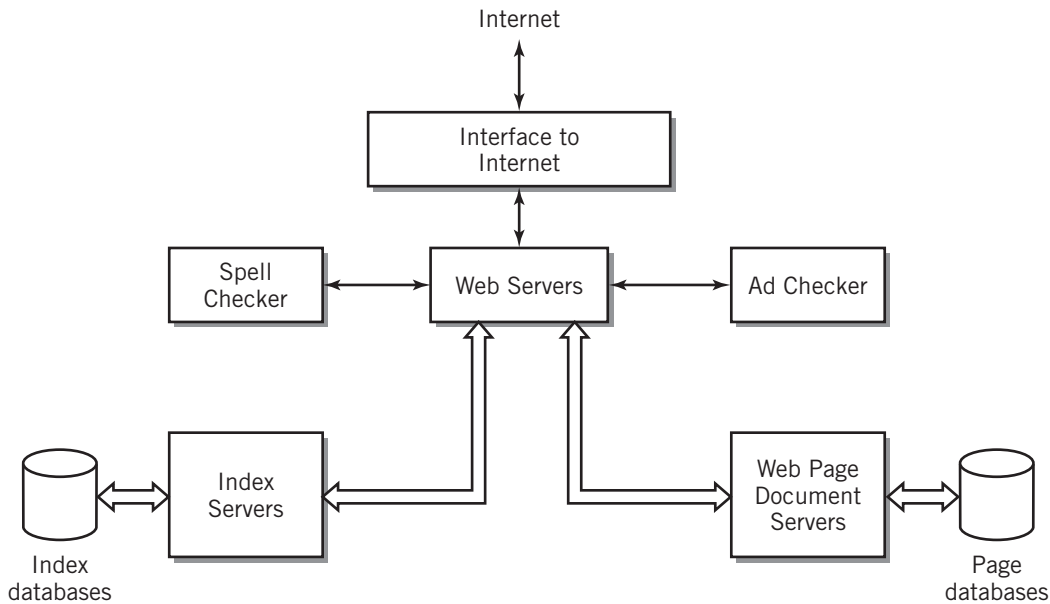 Internet
Interface to
Internet
Spell
Checker
Web Servers
Ad Checker
Index
Servers
Web Page
Document
Servers
Index
databases
Page
databases